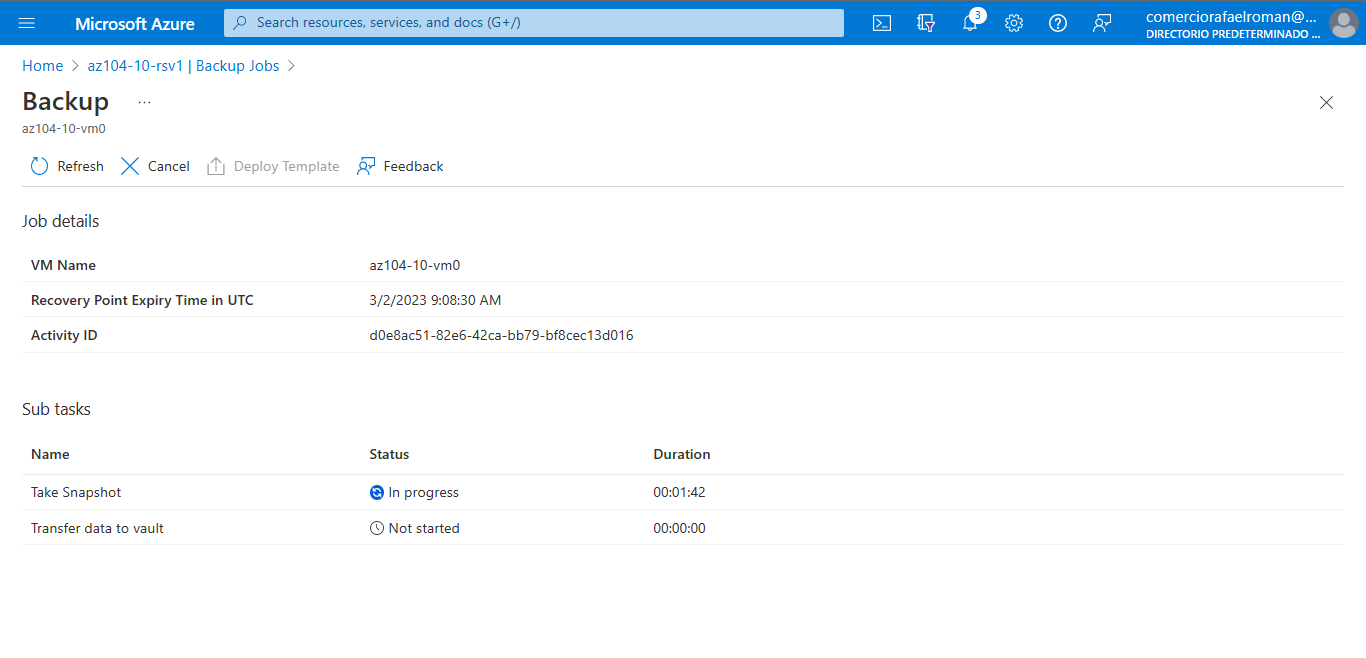 Microsoft Azure
Search resources, services, and docs (G+/)
3
comerciorafaelroman@...
DIRECTORIO PREDETERMINADO ...
Home > az104-10-rsv1 | Backup Jobs >
Backup ...
az104-10-vm0
Refresh Cancel Deploy Template Feedback
Job details
VM Name az104-10-vm0
Recovery Point Expiry Time in UTC 3/2/2023 9:08:30 AM
Activity ID d0e8ac51-82e6-42ca-bb79-bf8cec13d016
Sub tasks
Name Status Duration
Take Snapshot In progress 00:01:42
Transfer data to vault Not started 00:00:00